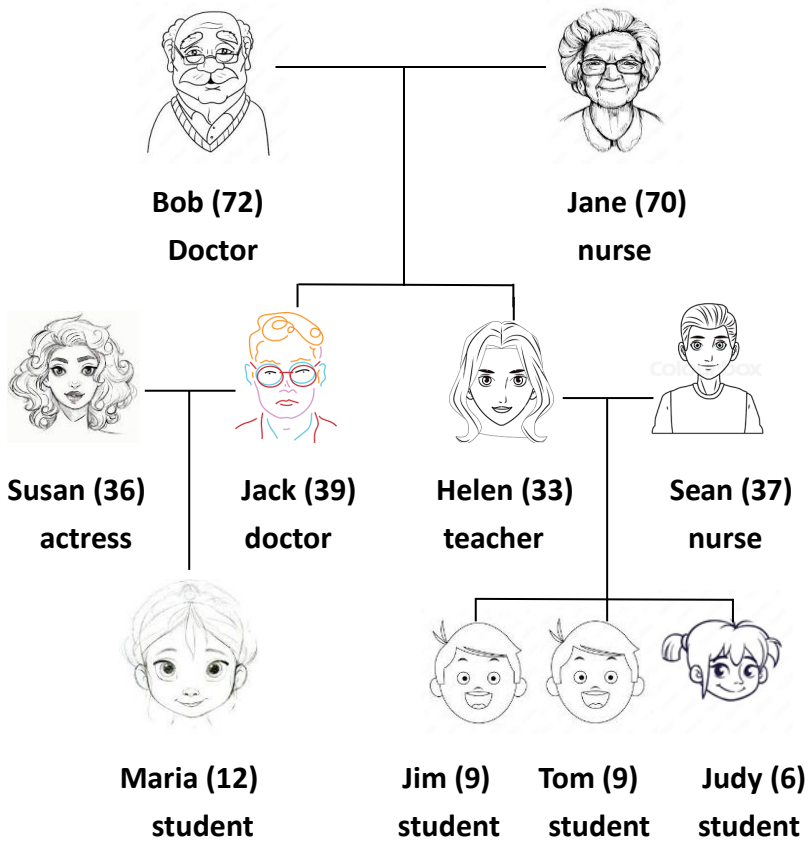 Bob (72)
Jane (70)
Doctor
nurse
Susan (36)
Jack (39)
Helen (33)
Sean (37)
actress
doctor
teacher
nurse
Maria (12)
Jim (9)
Tom (9)
Judy (6)
student
student
student
student